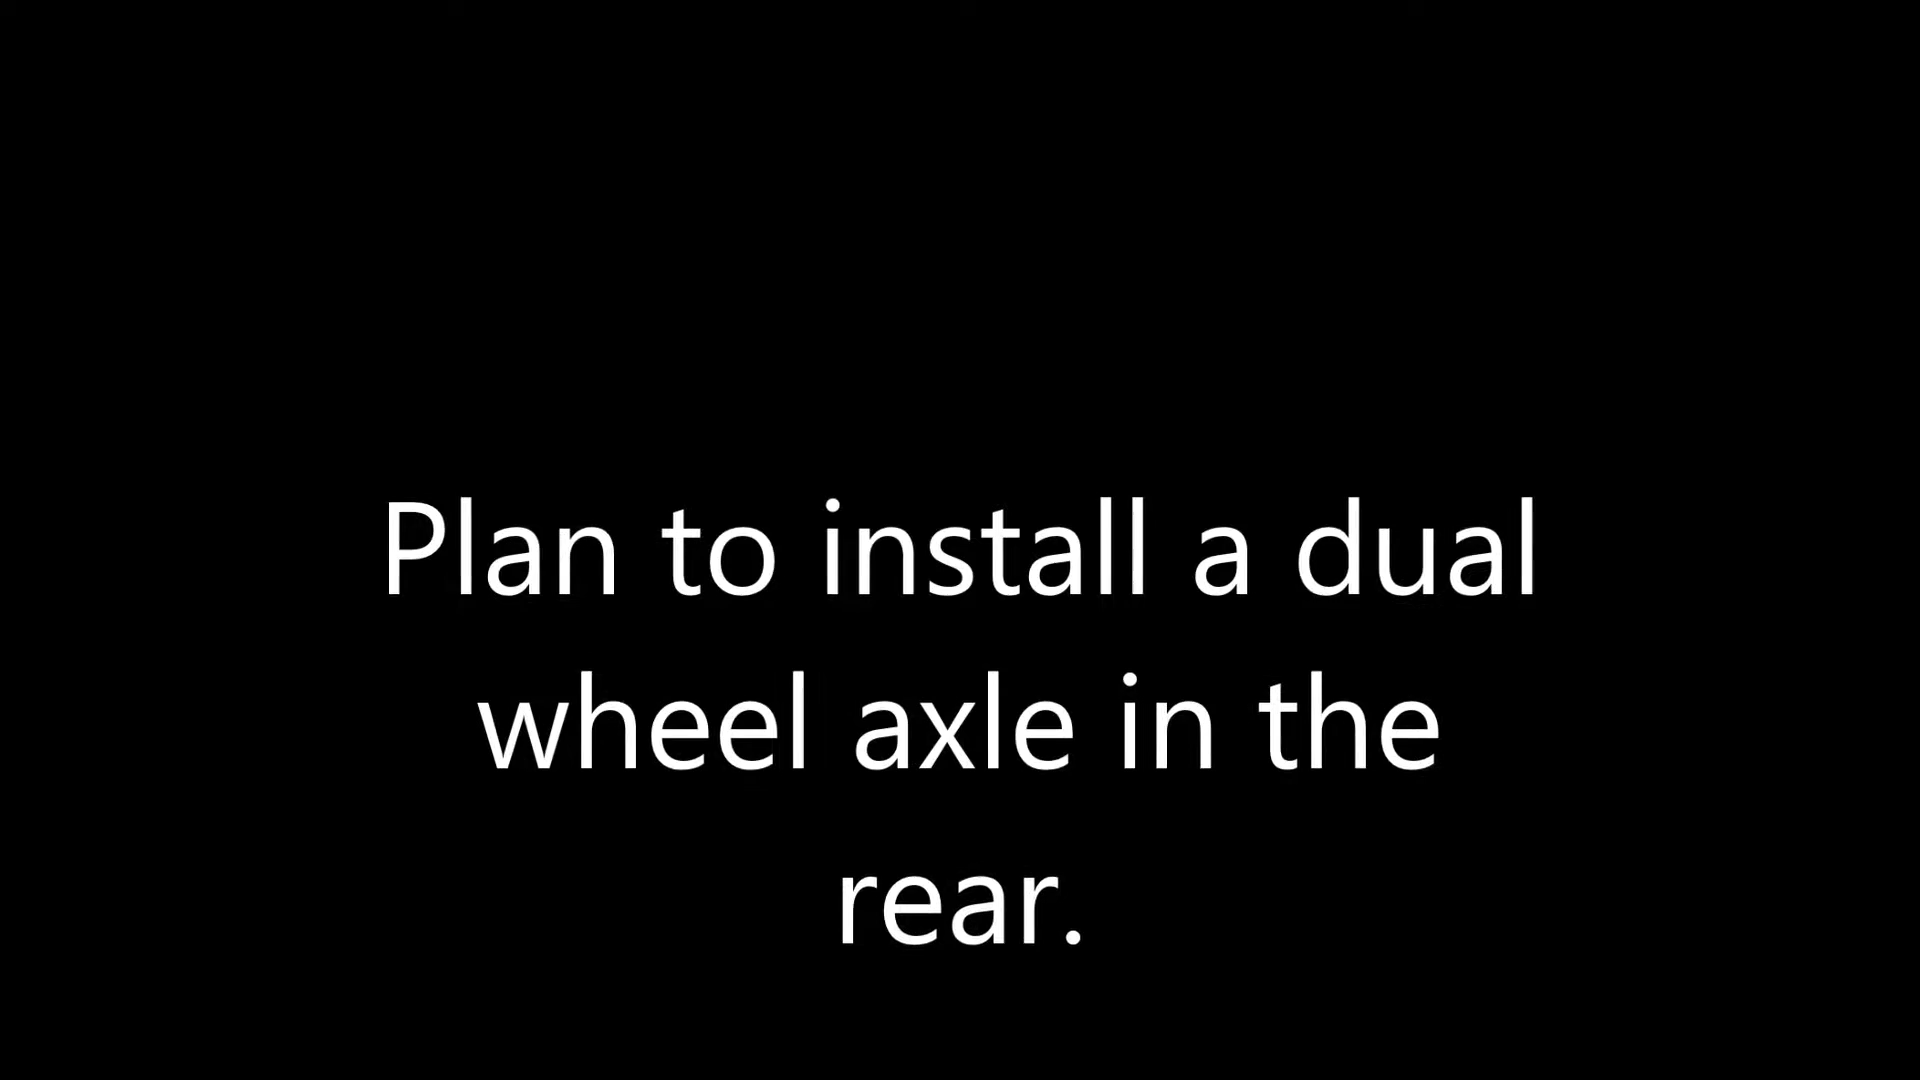 Plan to install a dual
wheel axle in the
rear.